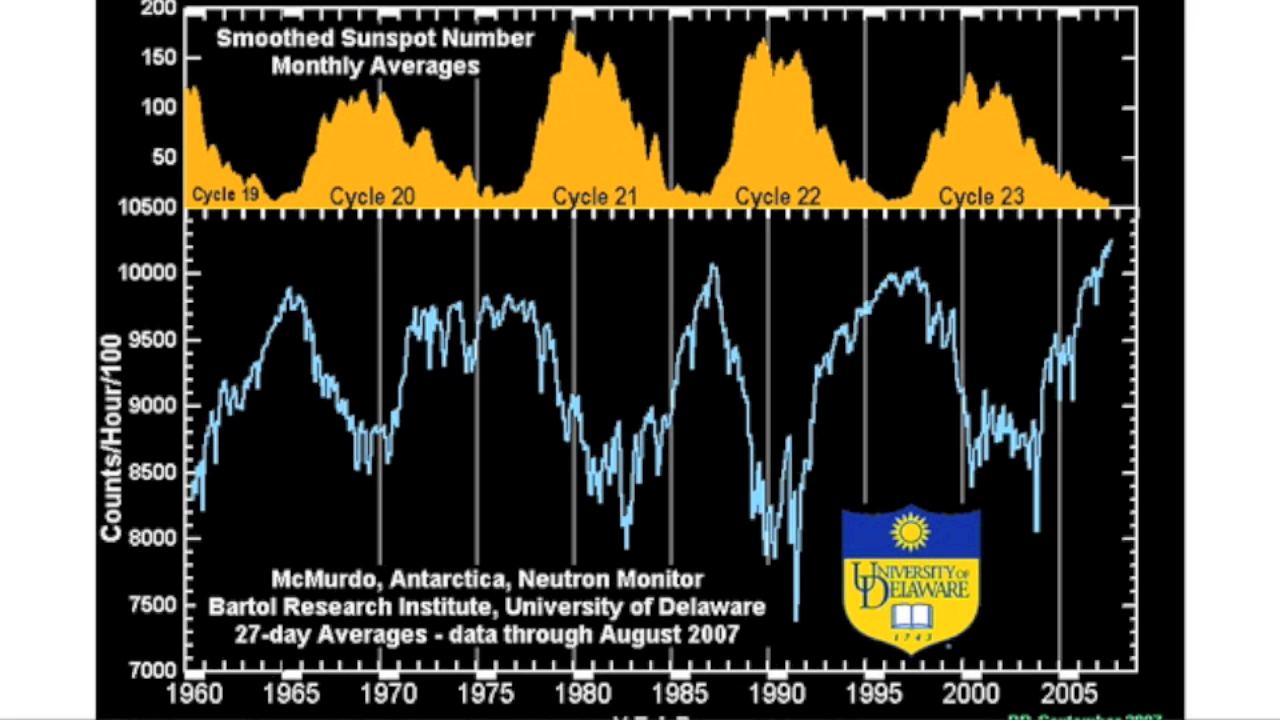 200
Smoothed Sunspot Number
Monthly Averages
150
100
50
Cycle 19
Cycle 20
Cycle 21
Cycle 22
Cycle 23
10500
10000
9500
9000
8500
8000
7500
7000
Counts/Hour/100
UNIVERSITY OF
DELAWARE
1743
McMurdo, Antarctica, Neutron Monitor
Bartol Research Institute, University of Delaware
27-day Averages - data through August 2007
1960 1965 1970 1975 1980 1985 1990 1995 2000 2005